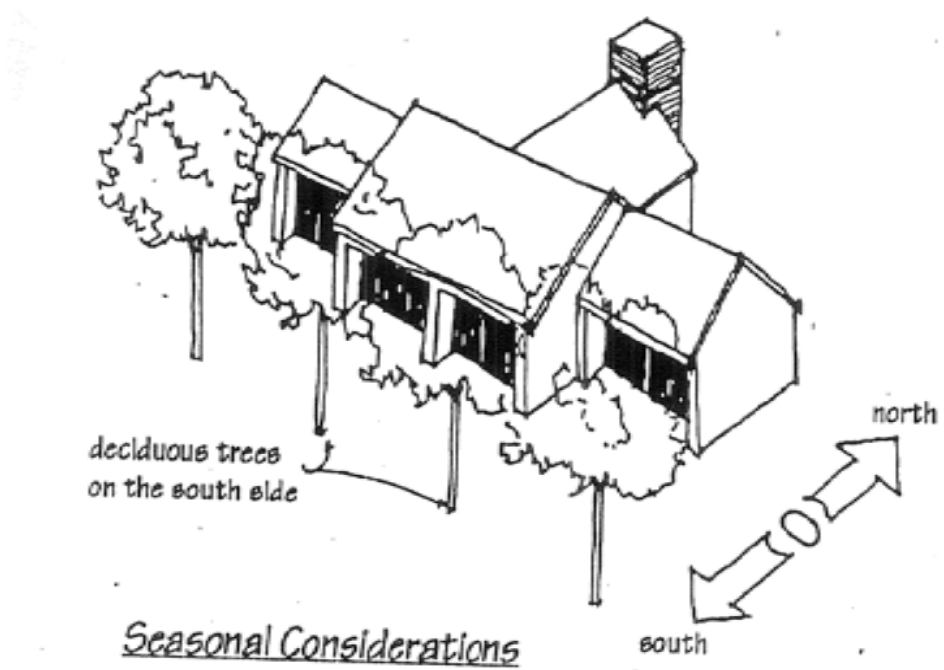 north
deciduous trees
on the south side
south
Seasonal Considerations